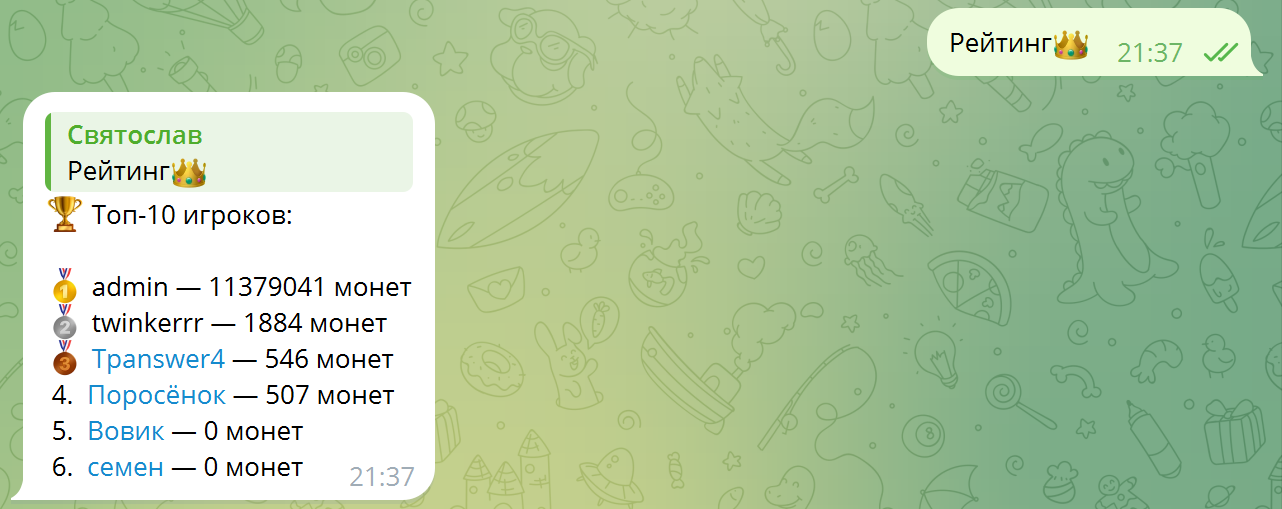 Рейтинг👑 21:37
Святослав
Рейтинг👑
🏆 Топ-10 игроков:
🥇 admin — 11379041 монет
🥈 twinkerrr — 1884 монет
🥉 Tpanswer4 — 546 монет
4. Поросёнок — 507 монет
5. Вовик — 0 монет
6. семен — 0 монет
21:37